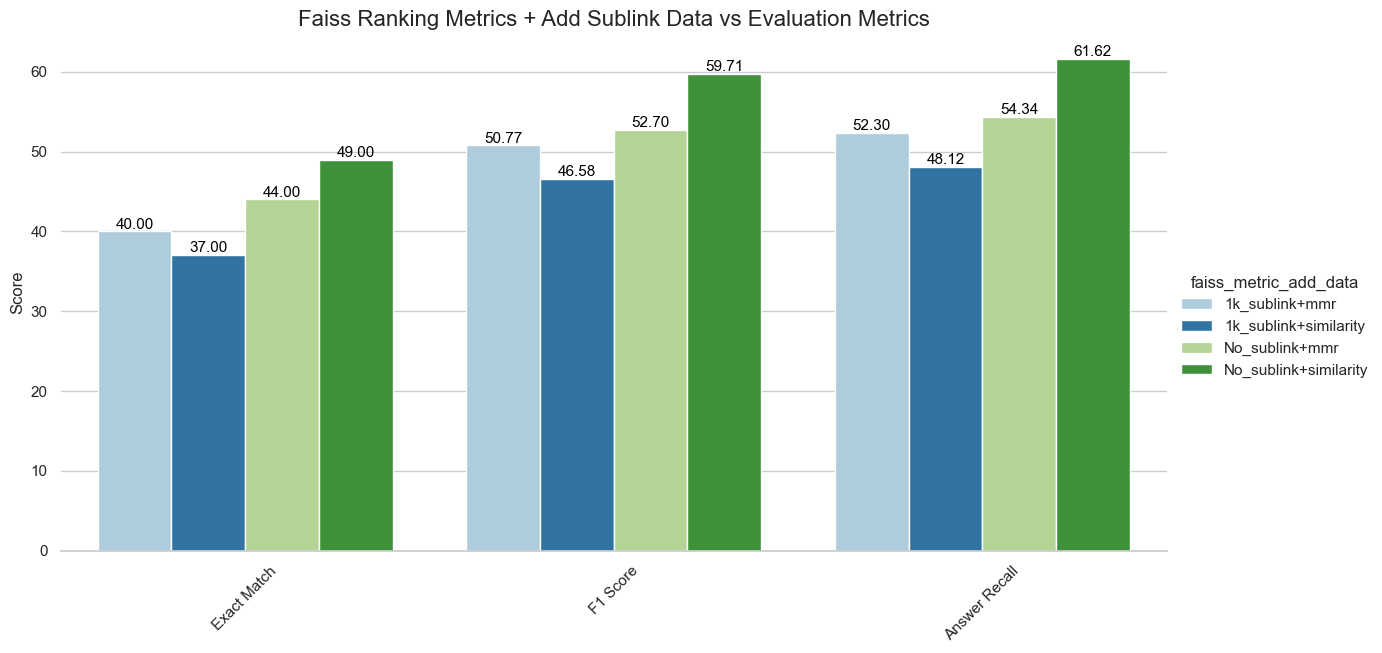 Faiss Ranking Metrics + Add Sublink Data vs Evaluation Metrics
Score
60
50
40
30
20
10
0
40.00
37.00
44.00
49.00
50.77
46.58
52.70
59.71
52.30
48.12
54.34
61.62
Exact Match
F1 Score
Answer Recall
faiss_metric_add_data
1k_sublink+mmr
1k_sublink+similarity
No_sublink+mmr
No_sublink+similarity